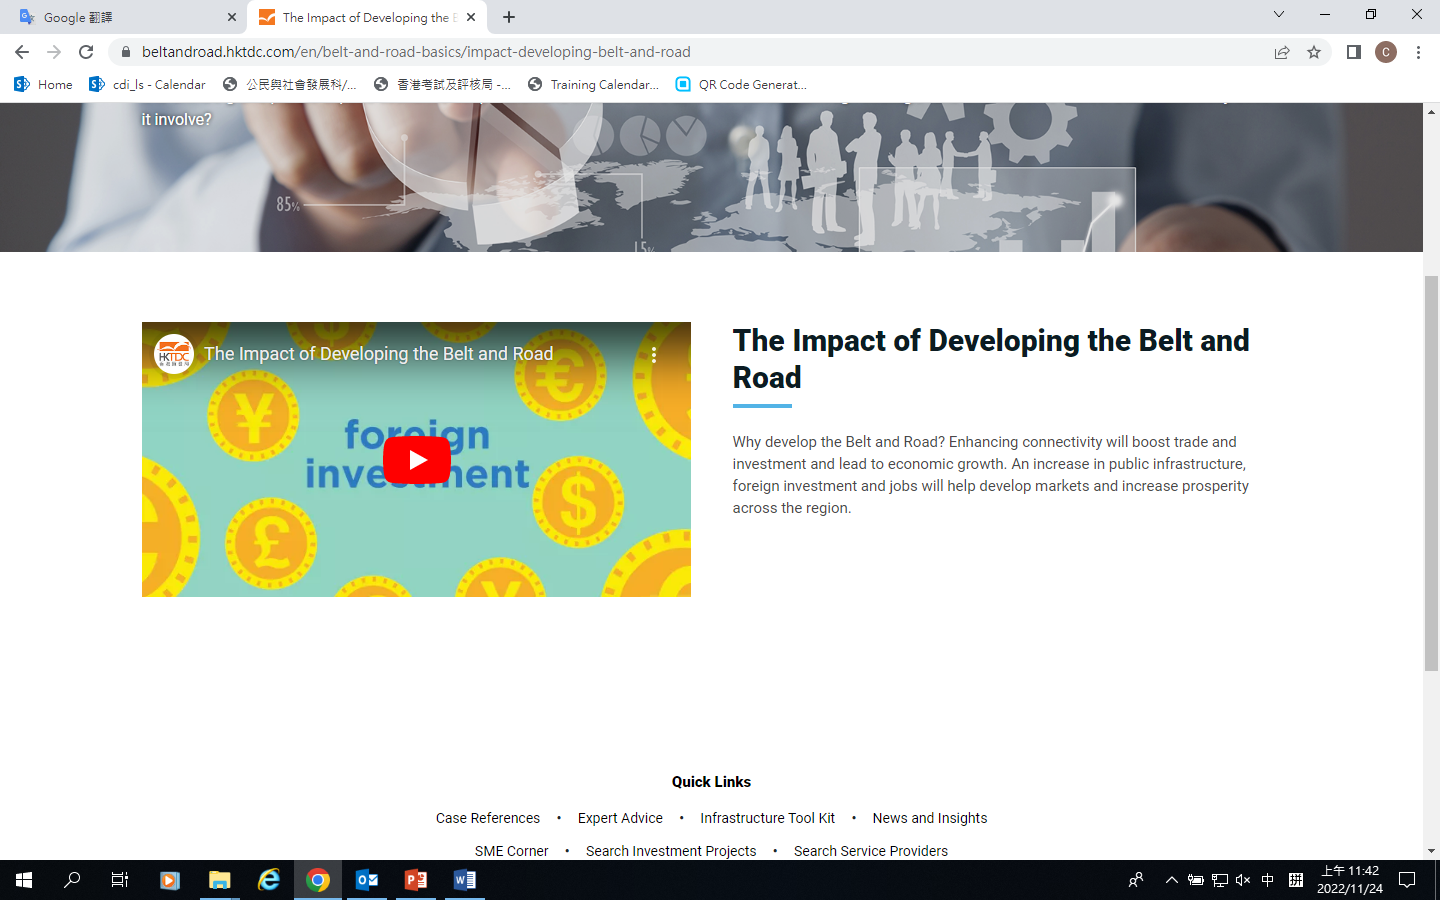 Google 翻譯
The Impact of Developing the B
beltandroad.hktdc.com/en/belt-and-road-basics/impact-developing-belt-and-road
C
Home
cdi_ls - Calendar
公民與社會發展科/...
香港考試及評核局 -...
Training Calendar...
QR Code Generat...
it involve?
85%
15%
HKTDC
The Impact of Developing the Belt and Road
foreign
investment
The Impact of Developing the Belt and
Road
Why develop the Belt and Road? Enhancing connectivity will boost trade and
investment and lead to economic growth. An increase in public infrastructure,
foreign investment and jobs will help develop markets and increase prosperity
across the region.
Quick Links
Case References • Expert Advice • Infrastructure Tool Kit • News and Insights
SME Corner • Search Investment Projects • Search Service Providers
中
拼
上午 11:42
2022/11/24